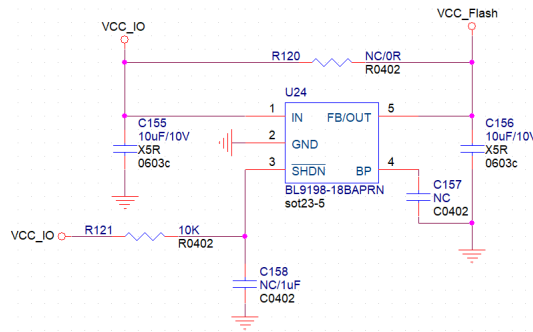 VCC_IO
VCC_Flash
R120
NC/0R
R0402
U24
C155
10uF/10V
X5R
0603c
1
IN
FB/OUT
5
2
GND
3
SHDN
BP
4
BL9198-18BAPRN
sot23-5
C156
10uF/10V
X5R
0603c
C157
NC
C0402
VCC_IO
R121
10K
R0402
C158
NC/1uF
C0402